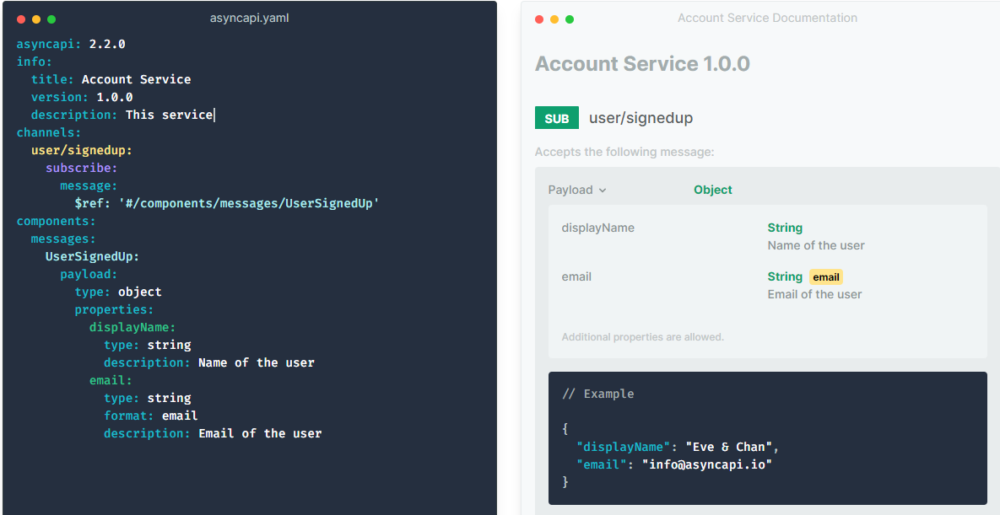 asyncapi.yaml
asyncapi: 2.2.0
info:
title: Account Service
version: 1.0.0
description: This service
channels:
user/signedup:
subscribe:
message:
$ref: '#/components/messages/UserSignedUp'
components:
messages:
UserSignedUp:
payload:
type: object
properties:
displayName:
type: string
description: Name of the user
email:
type: string
format: email
description: Email of the user
Account Service Documentation
Account Service 1.0.0
SUB user/signedup
Accepts the following message:
Payload Object
displayName String
Name of the user
email String email
Email of the user
Additional properties are allowed.
// Example
{
"displayName": "Eve & Chan",
"email": "info@asyncapi.io"
}